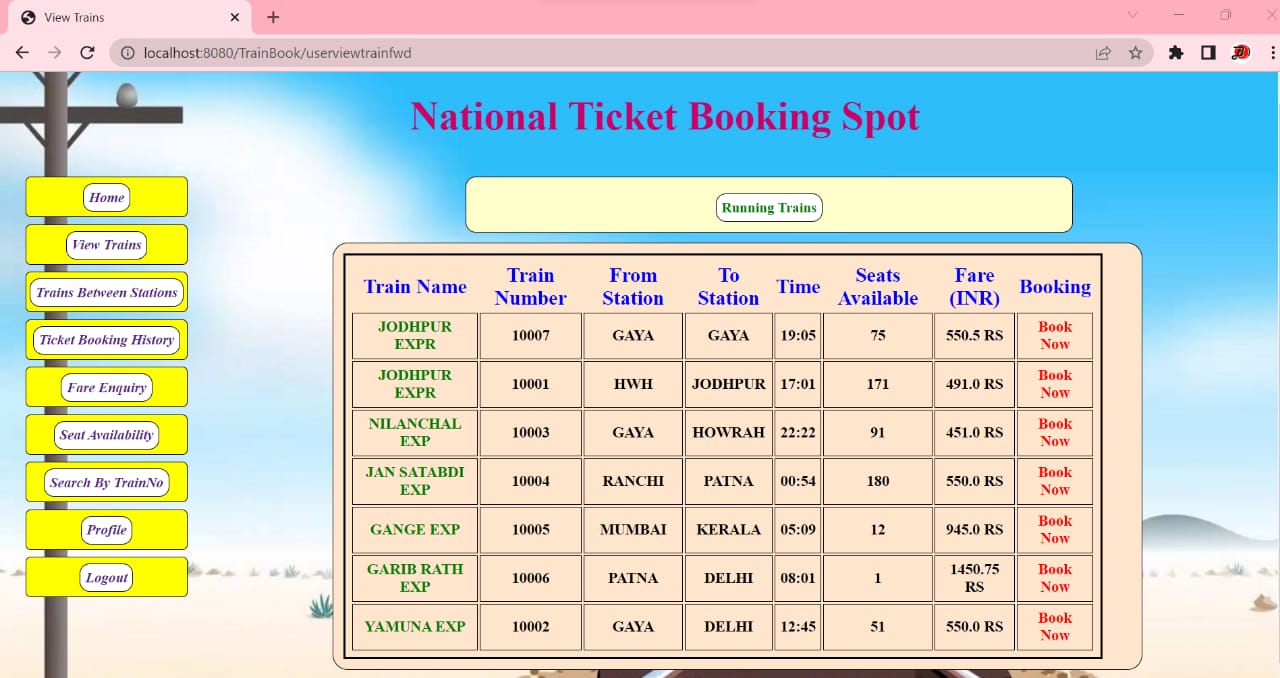 View Trains
localhost:8080/TrainBook/userviewtrainfwd
National Ticket Booking Spot
Home
View Trains
Trains Between Stations
Ticket Booking History
Fare Enquiry
Seat Availability
Search By TrainNo
Profile
Logout
Running Trains
Train Name Train Number From Station To Station Time Seats Available Fare (INR) Booking
JODHPUR EXPR 10007 GAYA GAYA 19:05 75 550.5 RS Book Now
JODHPUR EXPR 10001 HWH JODHPUR 17:01 171 491.0 RS Book Now
NILANCHAL EXP 10003 GAYA HOWRAH 22:22 91 451.0 RS Book Now
JAN SATABDI EXP 10004 RANCHI PATNA 00:54 180 550.0 RS Book Now
GANGE EXP 10005 MUMBAI KERALA 05:09 12 945.0 RS Book Now
GARIB RATH EXP 10006 PATNA DELHI 08:01 1 1450.75 RS Book Now
YAMUNA EXP 10002 GAYA DELHI 12:45 51 550.0 RS Book Now